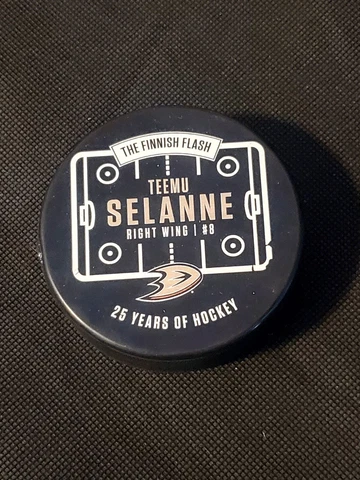 THE FINNISH FLASH
TEEMU
SELANNE
RIGHT WING | #8
25 YEARS OF HOCKEY